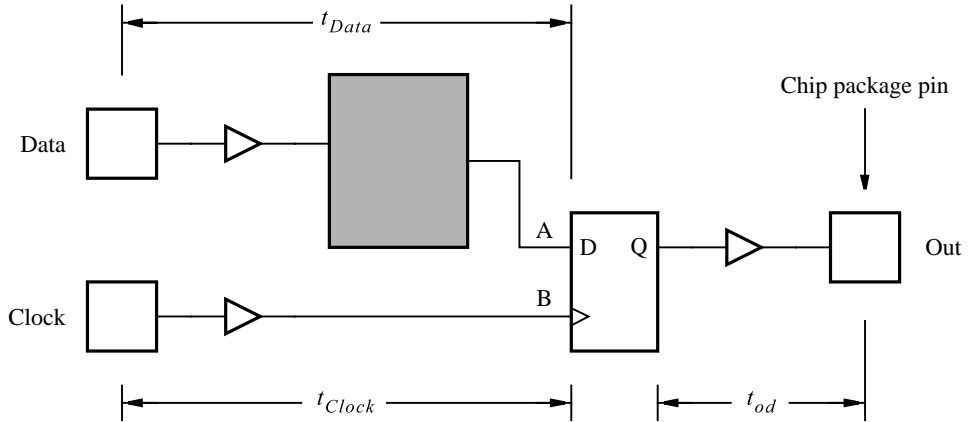 t_Data
Chip package pin
Data
A
D
Q
Out
B
Clock
t_Clock
t_od